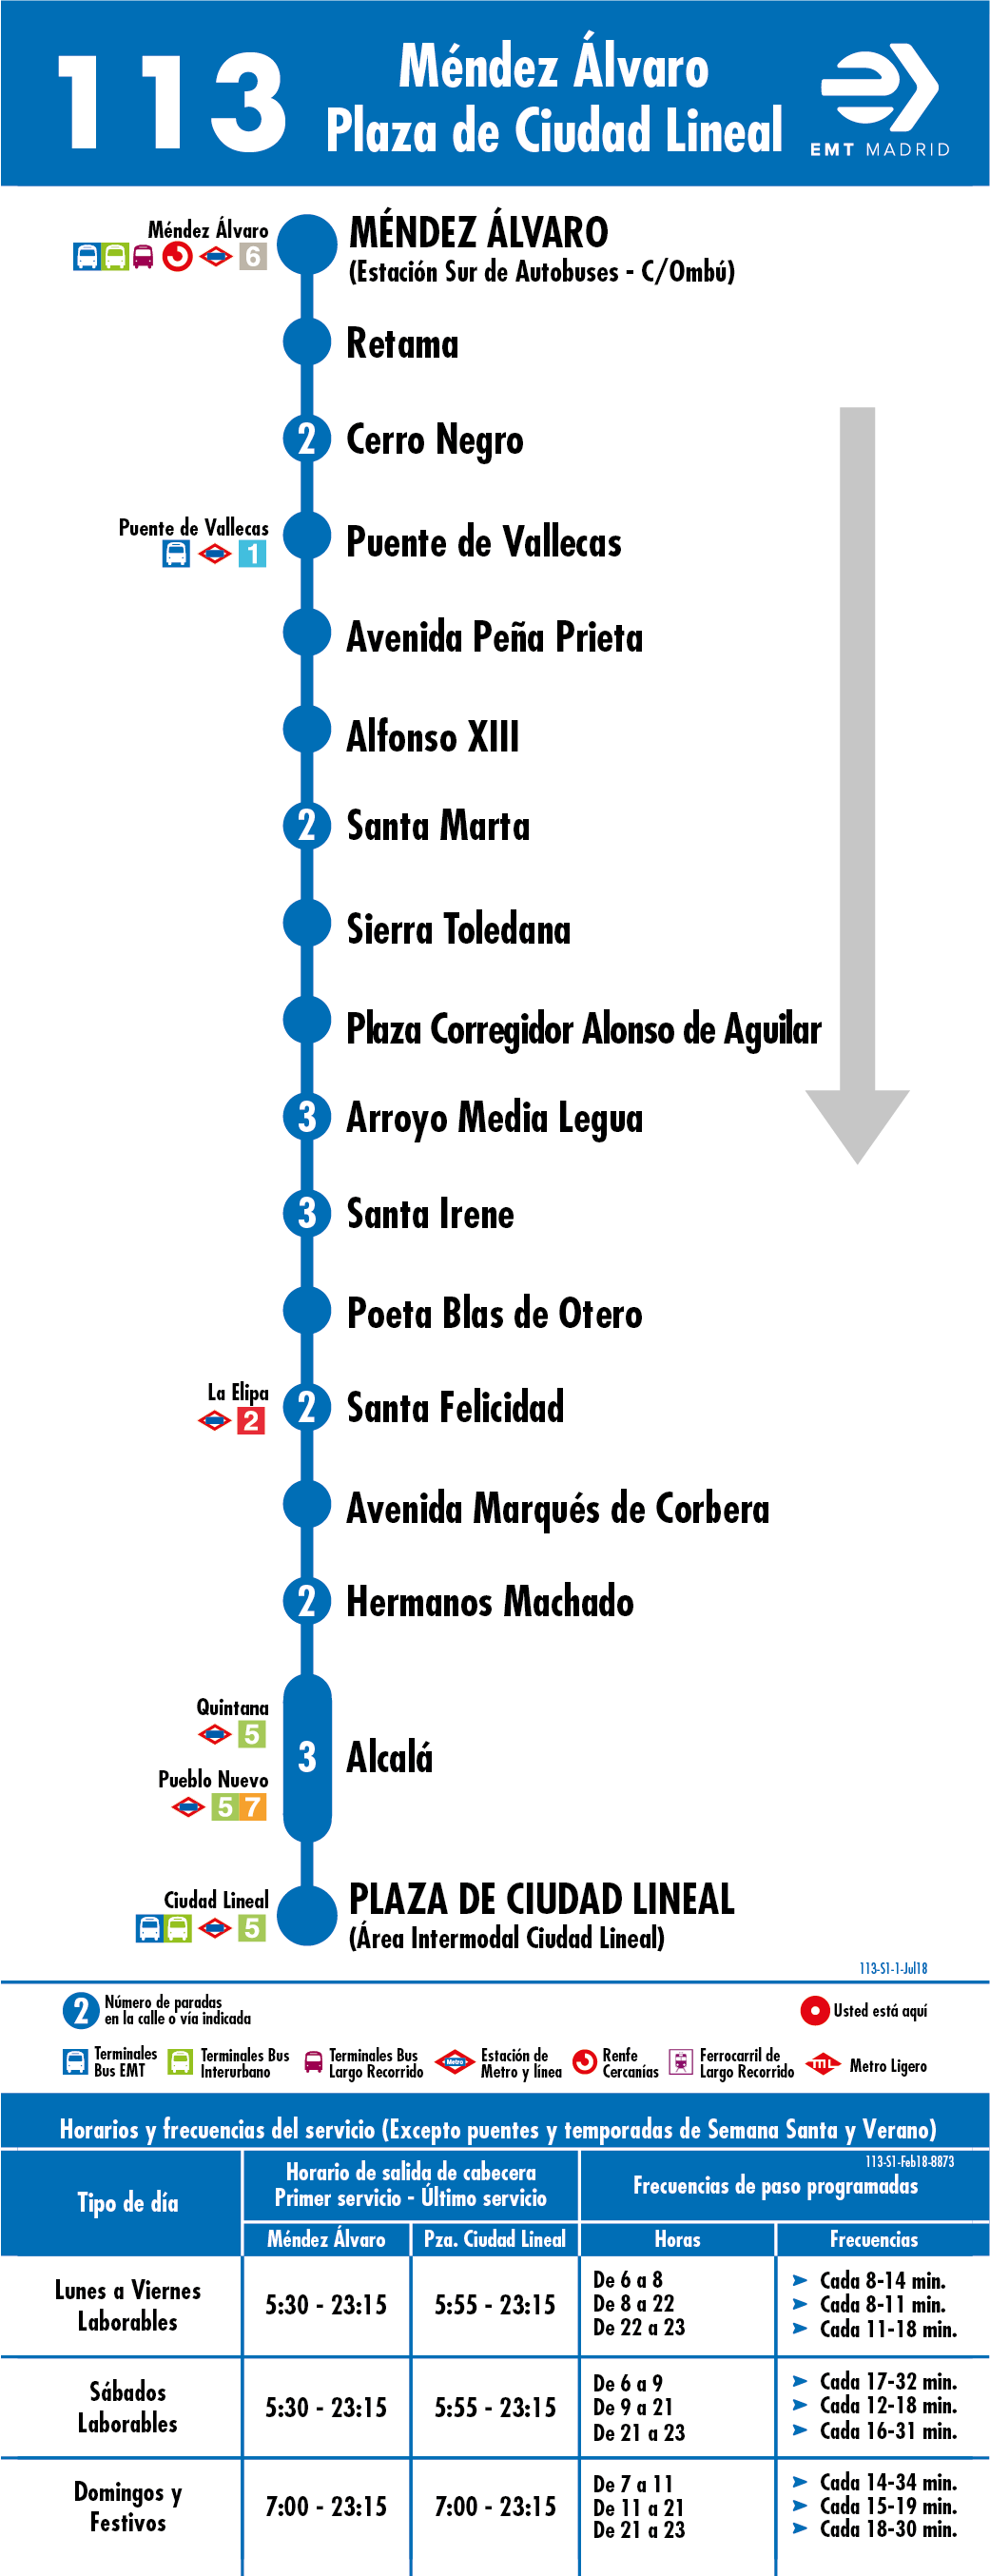 113
Méndez Álvaro
Plaza de Ciudad Lineal
EMT MADRID
Méndez Álvaro
6
MÉNDEZ ÁLVARO
(Estación Sur de Autobuses - C/Ombú)
Retama
2
Cerro Negro
Puente de Vallecas
1
Puente de Vallecas
Avenida Peña Prieta
Alfonso XIII
2
Santa Marta
Sierra Toledana
Plaza Corregidor Alonso de Aguilar
3
Arroyo Media Legua
3
Santa Irene
Poeta Blas de Otero
La Elipa
2
2
Santa Felicidad
Avenida Marqués de Corbera
2
Hermanos Machado
Quintana
5
Pueblo Nuevo
5 7
3
Alcalá
Ciudad Lineal
5
PLAZA DE CIUDAD LINEAL
(Área Intermodal Ciudad Lineal)
113-S1-1-Jul18
2
Número de paradas
en la calle o vía indicada
Usted está aquí
Terminales
Bus EMT
Terminales Bus
Interurbano
Terminales Bus
Largo Recorrido
Metro
Estación de
Metro y línea
Renfe
Cercanías
Ferrocarril de
Largo Recorrido
ML
Metro Ligero
Horarios y frecuencias del servicio (Excepto puentes y temporadas de Semana Santa y Verano)
113-S1-Feb18-8873
Tipo de día
Horario de salida de cabecera
Primer servicio - Último servicio
Frecuencias de paso programadas
Méndez Álvaro
Pza. Ciudad Lineal
Horas
Frecuencias
Lunes a Viernes
Laborables
5:30 - 23:15
5:55 - 23:15
De 6 a 8
Cada 8-14 min.
De 8 a 22
Cada 8-11 min.
De 22 a 23
Cada 11-18 min.
Sábados
Laborables
5:30 - 23:15
5:55 - 23:15
De 6 a 9
Cada 17-32 min.
De 9 a 21
Cada 12-18 min.
De 21 a 23
Cada 16-31 min.
Domingos y
Festivos
7:00 - 23:15
7:00 - 23:15
De 7 a 11
Cada 14-34 min.
De 11 a 21
Cada 15-19 min.
De 21 a 23
Cada 18-30 min.